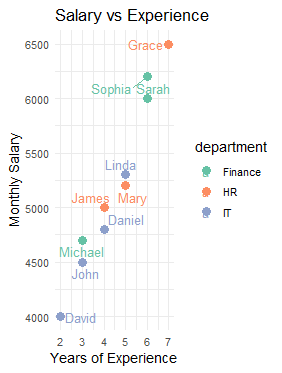 Salary vs Experience
6500
6000
5500
5000
4500
4000
Monthly Salary
Grace
Sophia Sarah
Linda
James Mary
Daniel
Michael
John
David
2 3 4 5 6 7
Years of Experience
department
Finance
HR
IT